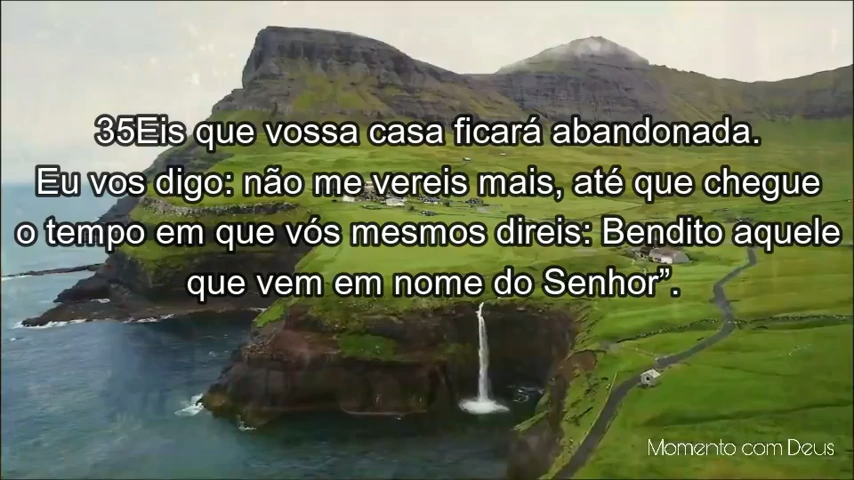 35Eis que vossa casa ficará abandonada.
Eu vos digo: não me vereis mais, até que chegue
o tempo em que vós mesmos direis: Bendito aquele
que vem em nome do Senhor”.
Momento com Deus